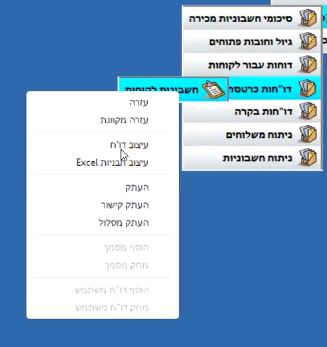 סיכומי חשבוניות מכירה
גיול וחובות פתוחים
דוחות עבור לקוחות
דו"חות כרטסת
חשבונית לקוחות
דו"חות בקרה
ניתוח משלוחים
ניתוח חשבוניות
עזרה
עזרה מקוונת
עיצוב דו"ח
עיצוב תבניות Excel
העתק
העתק קישור
העתק מסלול
הוסף מסמך
מחק מסמך
הוסף דו"ח משתמש
מחק דו"ח משתמש